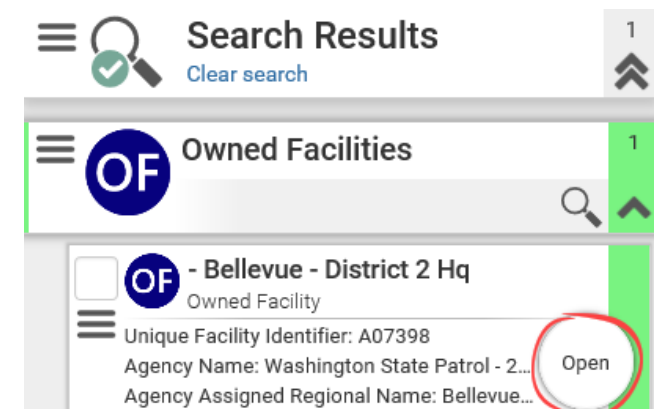 Search Results
1
Clear search
OF
Owned Facilities
1
OF
- Bellevue - District 2 Hq
Owned Facility
Unique Facility Identifier: A07398
Agency Name: Washington State Patrol - 2...
Open
Agency Assigned Regional Name: Bellevue...